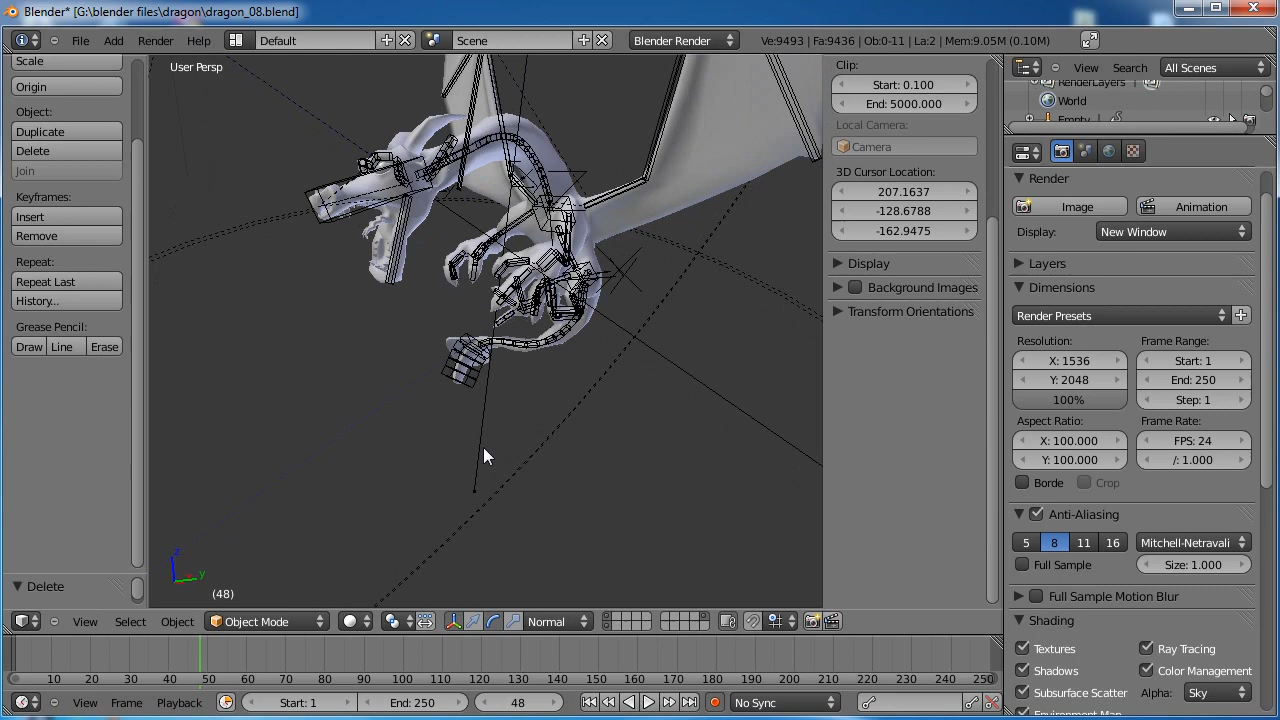 Blender* [G:\blender files\dragon\dragon_08.blend]
File Add Render Help Default Scene Blender Render Ve:9493 | Fa:9436 | Ob:0-11 | La:2 | Mem:9.05M (0.10M)
Scale
Origin
Object:
Duplicate
Delete
Join
Keyframes:
Insert
Remove
Repeat:
Repeat Last
History...
Grease Pencil:
Draw Line Erase
Delete
User Persp
z
y
(48)
Clip:
Start: 0.100
End: 5000.000
Local Camera:
Camera
3D Cursor Location:
207.1637
-128.6788
-162.9475
Display
Background Images
Transform Orientations
View Search All Scenes
RenderLayers
World
Empty
Render
Image Animation
Display: New Window
Layers
Dimensions
Render Presets
Resolution: Frame Range:
X: 1536 Start: 1
Y: 2048 End: 250
100% Step: 1
Aspect Ratio: Frame Rate:
X: 100.000 FPS: 24
Y: 100.000 /: 1.000
Borde Crop
Anti-Aliasing
5 8 11 16 Mitchell-Netravali
Full Sample Size: 1.000
Full Sample Motion Blur
Shading
Textures Ray Tracing
Shadows Color Management
Subsurface Scatter Alpha: Sky
Environment Map
View Select Object Object Mode Normal
10 20 30 40 50 60 70 80 90 100 110 120 130 140 150 160 170 180 190 200 210 220 230 240 250
View Frame Playback Start: 1 End: 250 48 No Sync